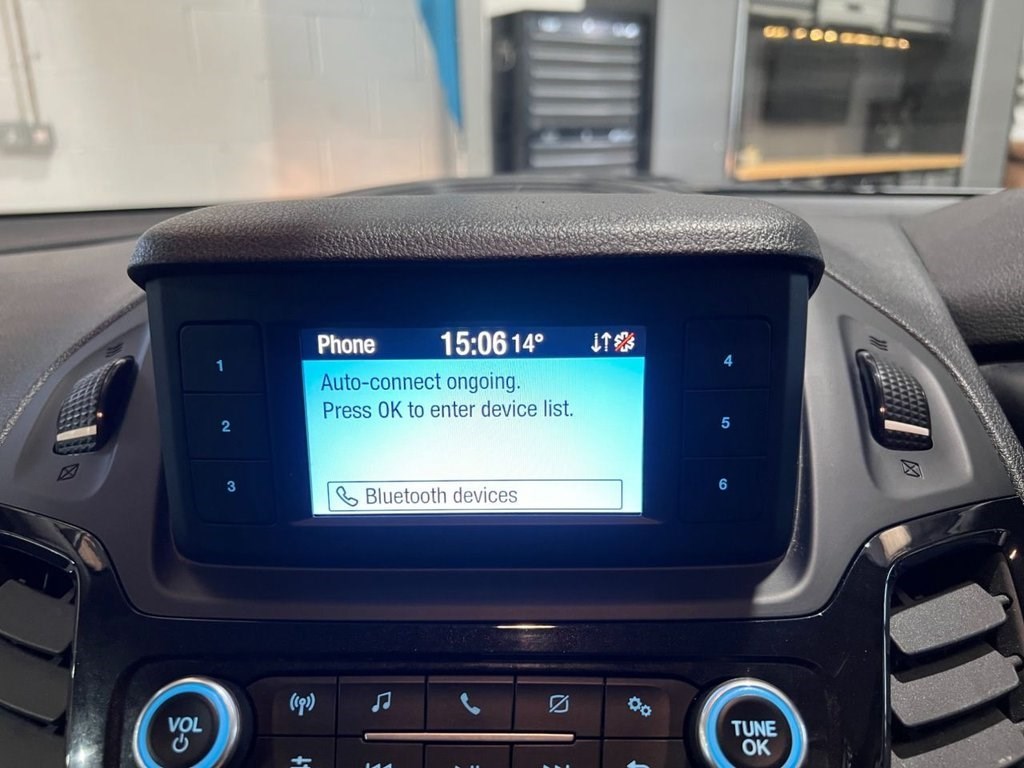 Phone 15:06 14°
Auto-connect ongoing.
Press OK to enter device list.
Bluetooth devices
1
2
3
4
5
6
VOL
TUNE
OK